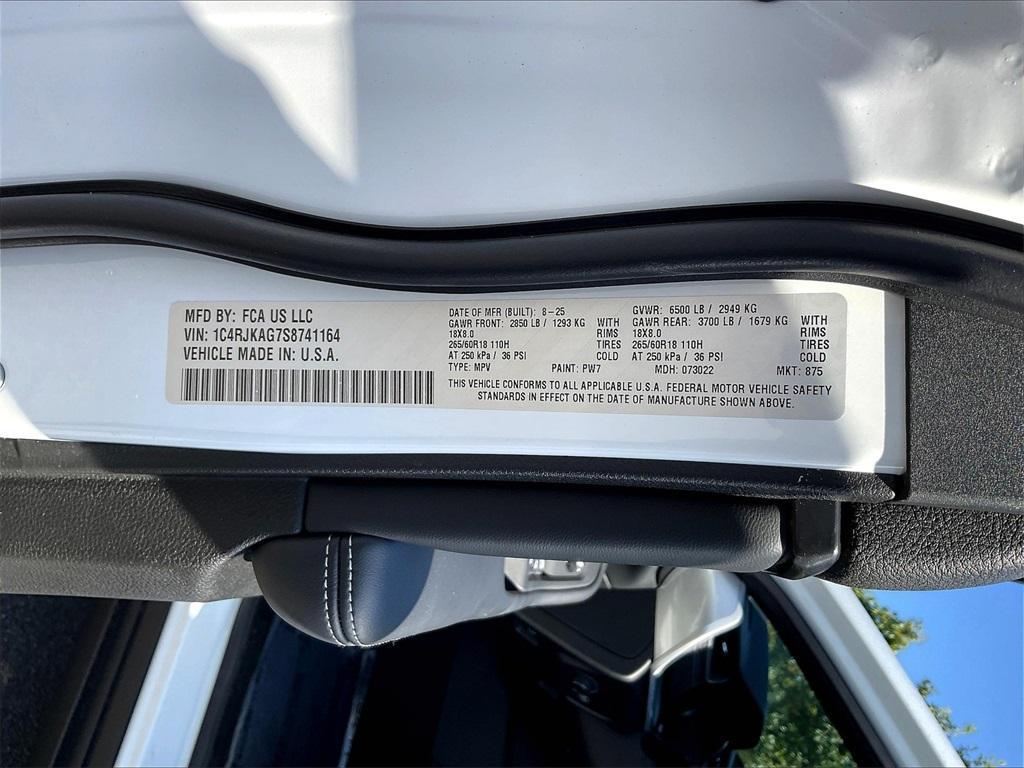 MFD BY: FCA US LLC
VIN: 1C4RJKAG7S8741164
VEHICLE MADE IN: U.S.A.
DATE OF MFR (BUILT): 8-25 GVWR: 6500 LB / 2949 KG
GAWR FRONT: 2850 LB / 1293 KG WITH GAWR REAR: 3700 LB / 1679 KG WITH
18X8.0 RIMS 18X8.0 RIMS
265/60R18 110H TIRES 265/60R18 110H TIRES
AT 250 kPa / 36 PSI COLD AT 250 kPa / 36 PSI COLD
TYPE: MPV PAINT: PW7 MDH: 073022 MKT: 875
THIS VEHICLE CONFORMS TO ALL APPLICABLE U.S.A. FEDERAL MOTOR VEHICLE SAFETY
STANDARDS IN EFFECT ON THE DATE OF MANUFACTURE SHOWN ABOVE.